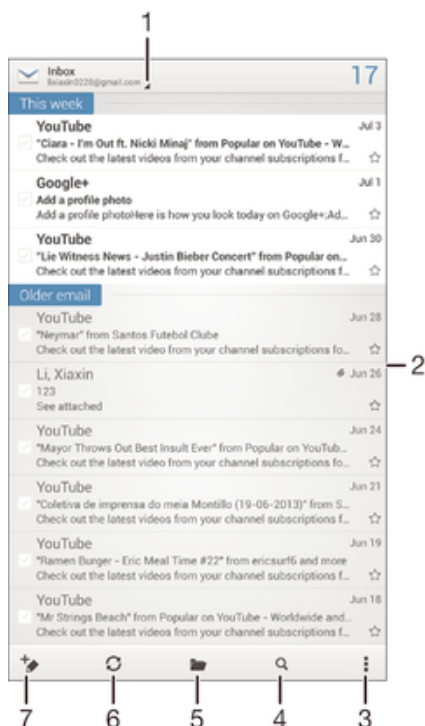 1
Inbox
17
This week
YouTube Jul 3
"Ciara - I'm Out ft. Nicki Minaj" from Popular on YouTube - W...
Check out the latest videos from your channel subscriptions f...
Google+ Jul 1
Add a profile photo
Add a profile photoHere is how you look today on Google+:Ad...
YouTube Jun 30
"Lie Witness News - Justin Bieber Concert" from Popular on...
Check out the latest videos from your channel subscriptions f...
Older email
YouTube Jun 28
"Neymar" from Santos Futebol Clube
Check out the latest video from your channel subscriptions fo...
2
Li, Xiaxin Jun 26
123
See attached
YouTube Jun 24
"Mayor Throws Out Best Insult Ever" from Popular on YouTub...
Check out the latest videos from your channel subscriptions fo...
YouTube Jun 21
"Coletiva de imprensa do meia Montillo (19-06-2013)" from S...
Check out the latest videos from your channel subscriptions f...
YouTube Jun 19
"Ramen Burger - Eric Meal Time #22" from ericsurf6 and more
Check out the latest videos from your channel subscriptions f...
YouTube Jun 18
"Mr Strings Beach" from Popular on YouTube - Worldwide and...
Check out the latest videos from your channel subscriptions f...
7 6 5 4 3